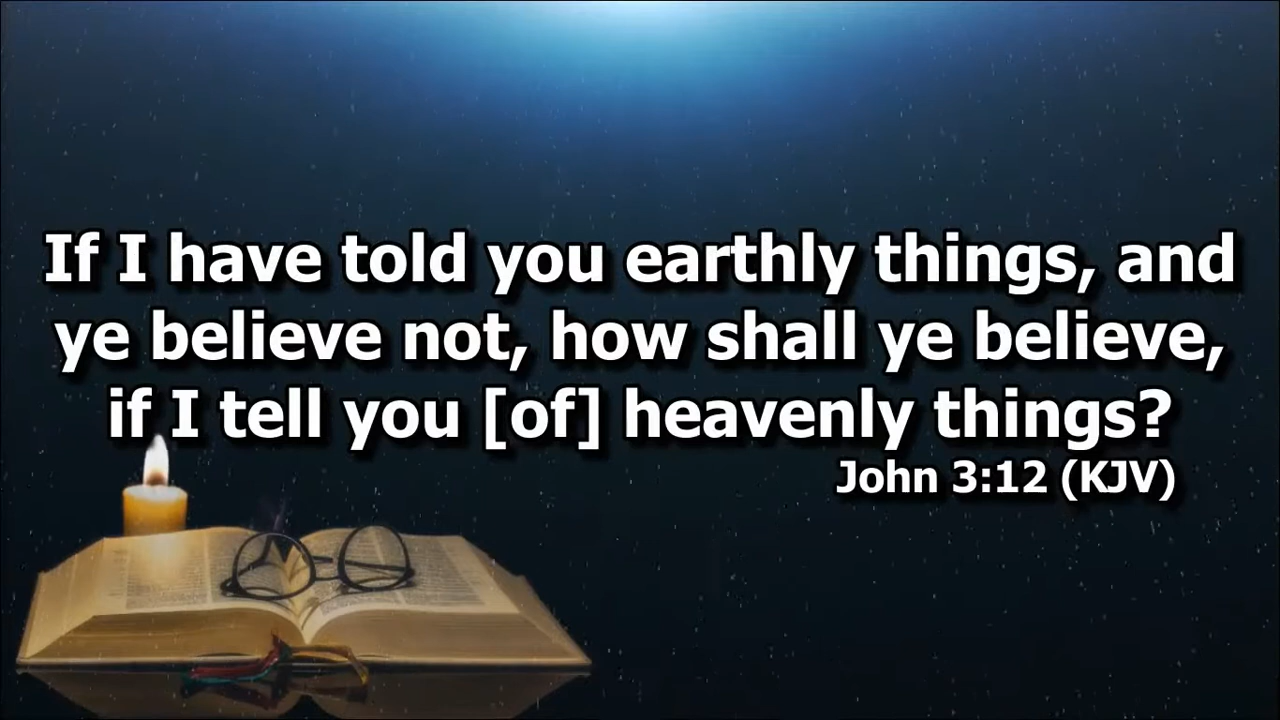 If I have told you earthly things, and
ye believe not, how shall ye believe,
if I tell you [of] heavenly things?
John 3:12 (KJV)